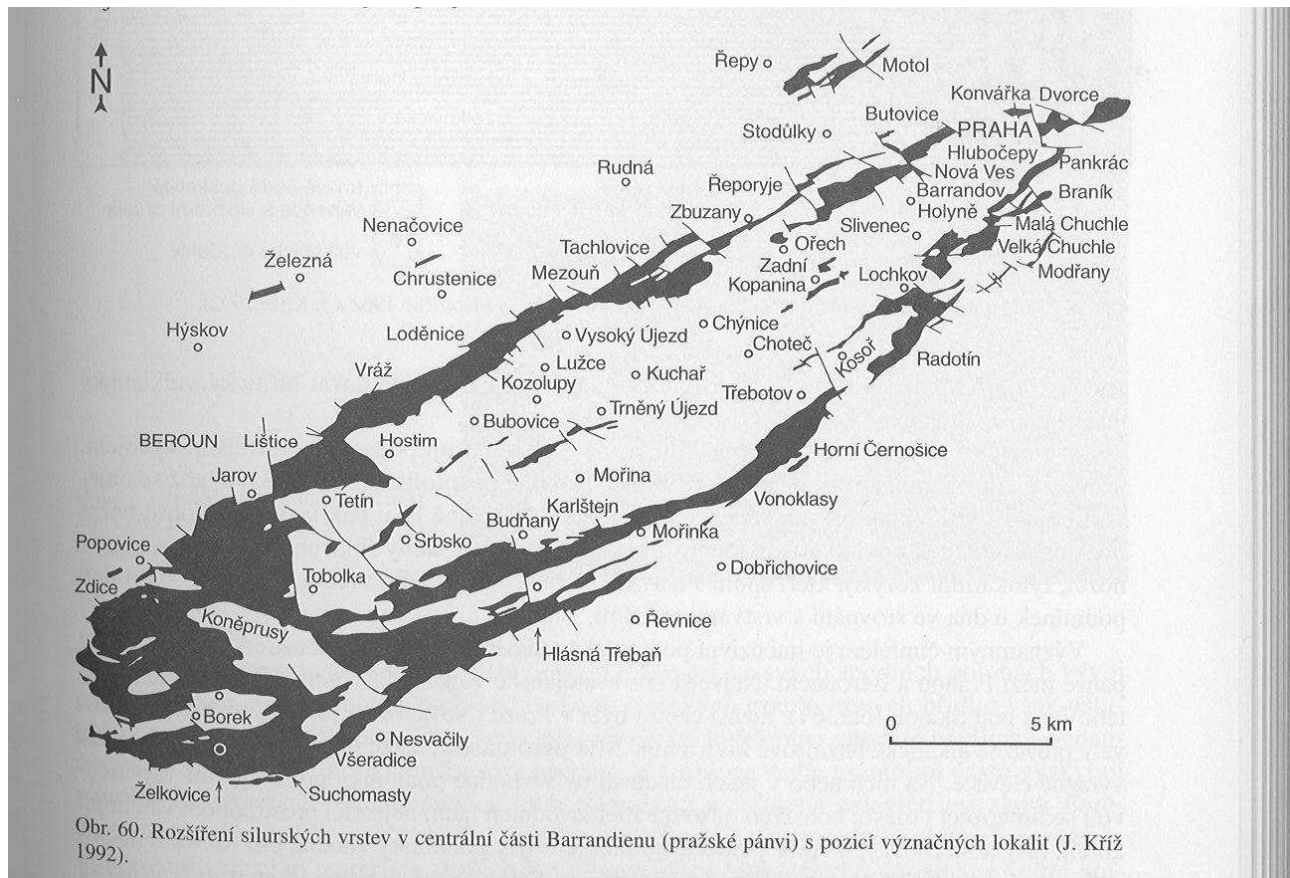 N
Řepy
Motol
Konvářka Dvorce
Butovice
Stodůlky
PRAHA
Hlubočepy
Pankrác
Rudná
Nová Ves
Řeporyje
Barrandov
Braník
Zbuzany
Holyně
Nenačovice
Slivenec
Malá Chuchle
Tachlovice
Ořech
Velká Chuchle
Železná
Mezouň
Zadní
Kopanina
Lochkov
Modřany
Chrustenice
Hýskov
Loděnice
Vysoký Újezd
Chýnice
Choteč
Kosoř
Radotín
Vráž
Lužce
Kozolupy
Kuchař
Třebotov
Bubovice
Trněný Újezd
BEROUN
Lištice
Hostim
Horní Černošice
Jarov
Tetín
Mořina
Vonoklasy
Karlštejn
Budňany
Mořinka
Popovice
Srbsko
Dobřichovice
Zdice
Tobolka
Koněprusy
Řevnice
Hlásná Třebaň
Borek
0 5 km
Nesvačily
Všeradice
Želkovice
Suchomasty
Obr. 60. Rozšíření silurských vrstev v centrální části Barrandienu (pražské pánvi) s pozicí význačných lokalit (J. Kříž
1992).